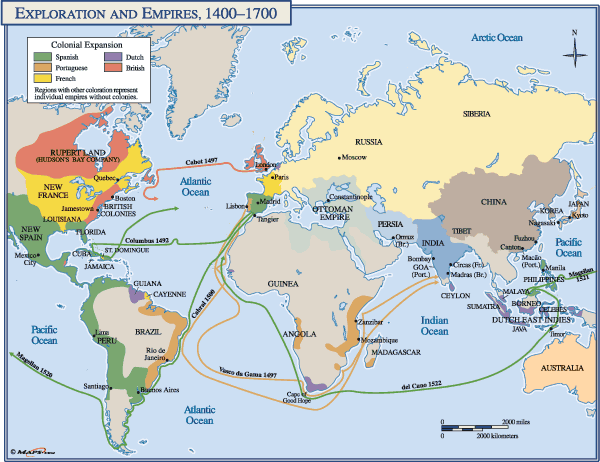 EXPLORATION AND EMPIRES, 1400–1700
Colonial Expansion
Spanish
Portuguese
French
Dutch
British
Regions with other coloration represent
individual empires without colonies.
Arctic Ocean
N
SIBERIA
RUSSIA
Moscow
RUPERT LAND
(HUDSON'S BAY COMPANY)
Cabot 1497
London
Quebec
Paris
NEW
FRANCE
Boston
Atlantic
Ocean
Madrid
Lisbon
Constantinople
OTTOMAN
EMPIRE
CHINA
JAPAN
KOREA
Kyoto
Nagasaki
Jamestown
BRITISH
COLONIES
LOUISIANA
Tangier
PERSIA
TIBET
NEW
SPAIN
FLORIDA
Columbus 1492
Ormuz
(Br.)
INDIA
Fuzhou
Canton
Pacific
Ocean
Mexico
City
CUBA
ST. DOMINGUE
JAMAICA
Bombay
GOA
(Port.)
Circas (Fr.)
Madras (Br.)
Macão
(Port.)
Manila
PHILIPPINES
Magellan
1521
GUIANA
CAYENNE
Cabral 1500
GUINEA
CEYLON
MALAYA
SUMATRA
BORNEO
CELEBES
DUTCH EAST INDIES
JAVA
Timor
Pacific
Ocean
Lima
PERU
BRAZIL
Rio de
Janeiro
ANGOLA
Zanzibar
Mozambique
MADAGASCAR
Indian
Ocean
Magellan 1520
Santiago
Buenos Aires
Vasco da Gama 1497
Cape of
Good Hope
del Cano 1522
AUSTRALIA
Atlantic
Ocean
0 2000 miles
0 2000 kilometers
© MAPS.com